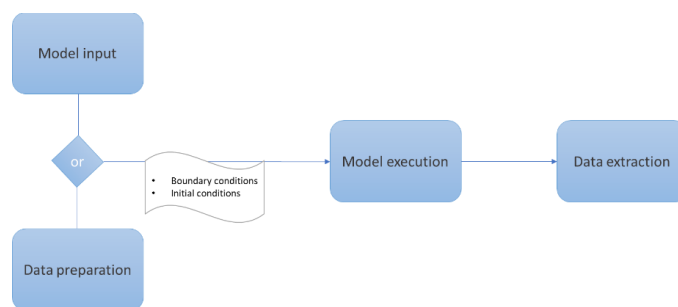 Model input
or
• Boundary conditions
• Initial conditions
Model execution
Data extraction
Data preparation